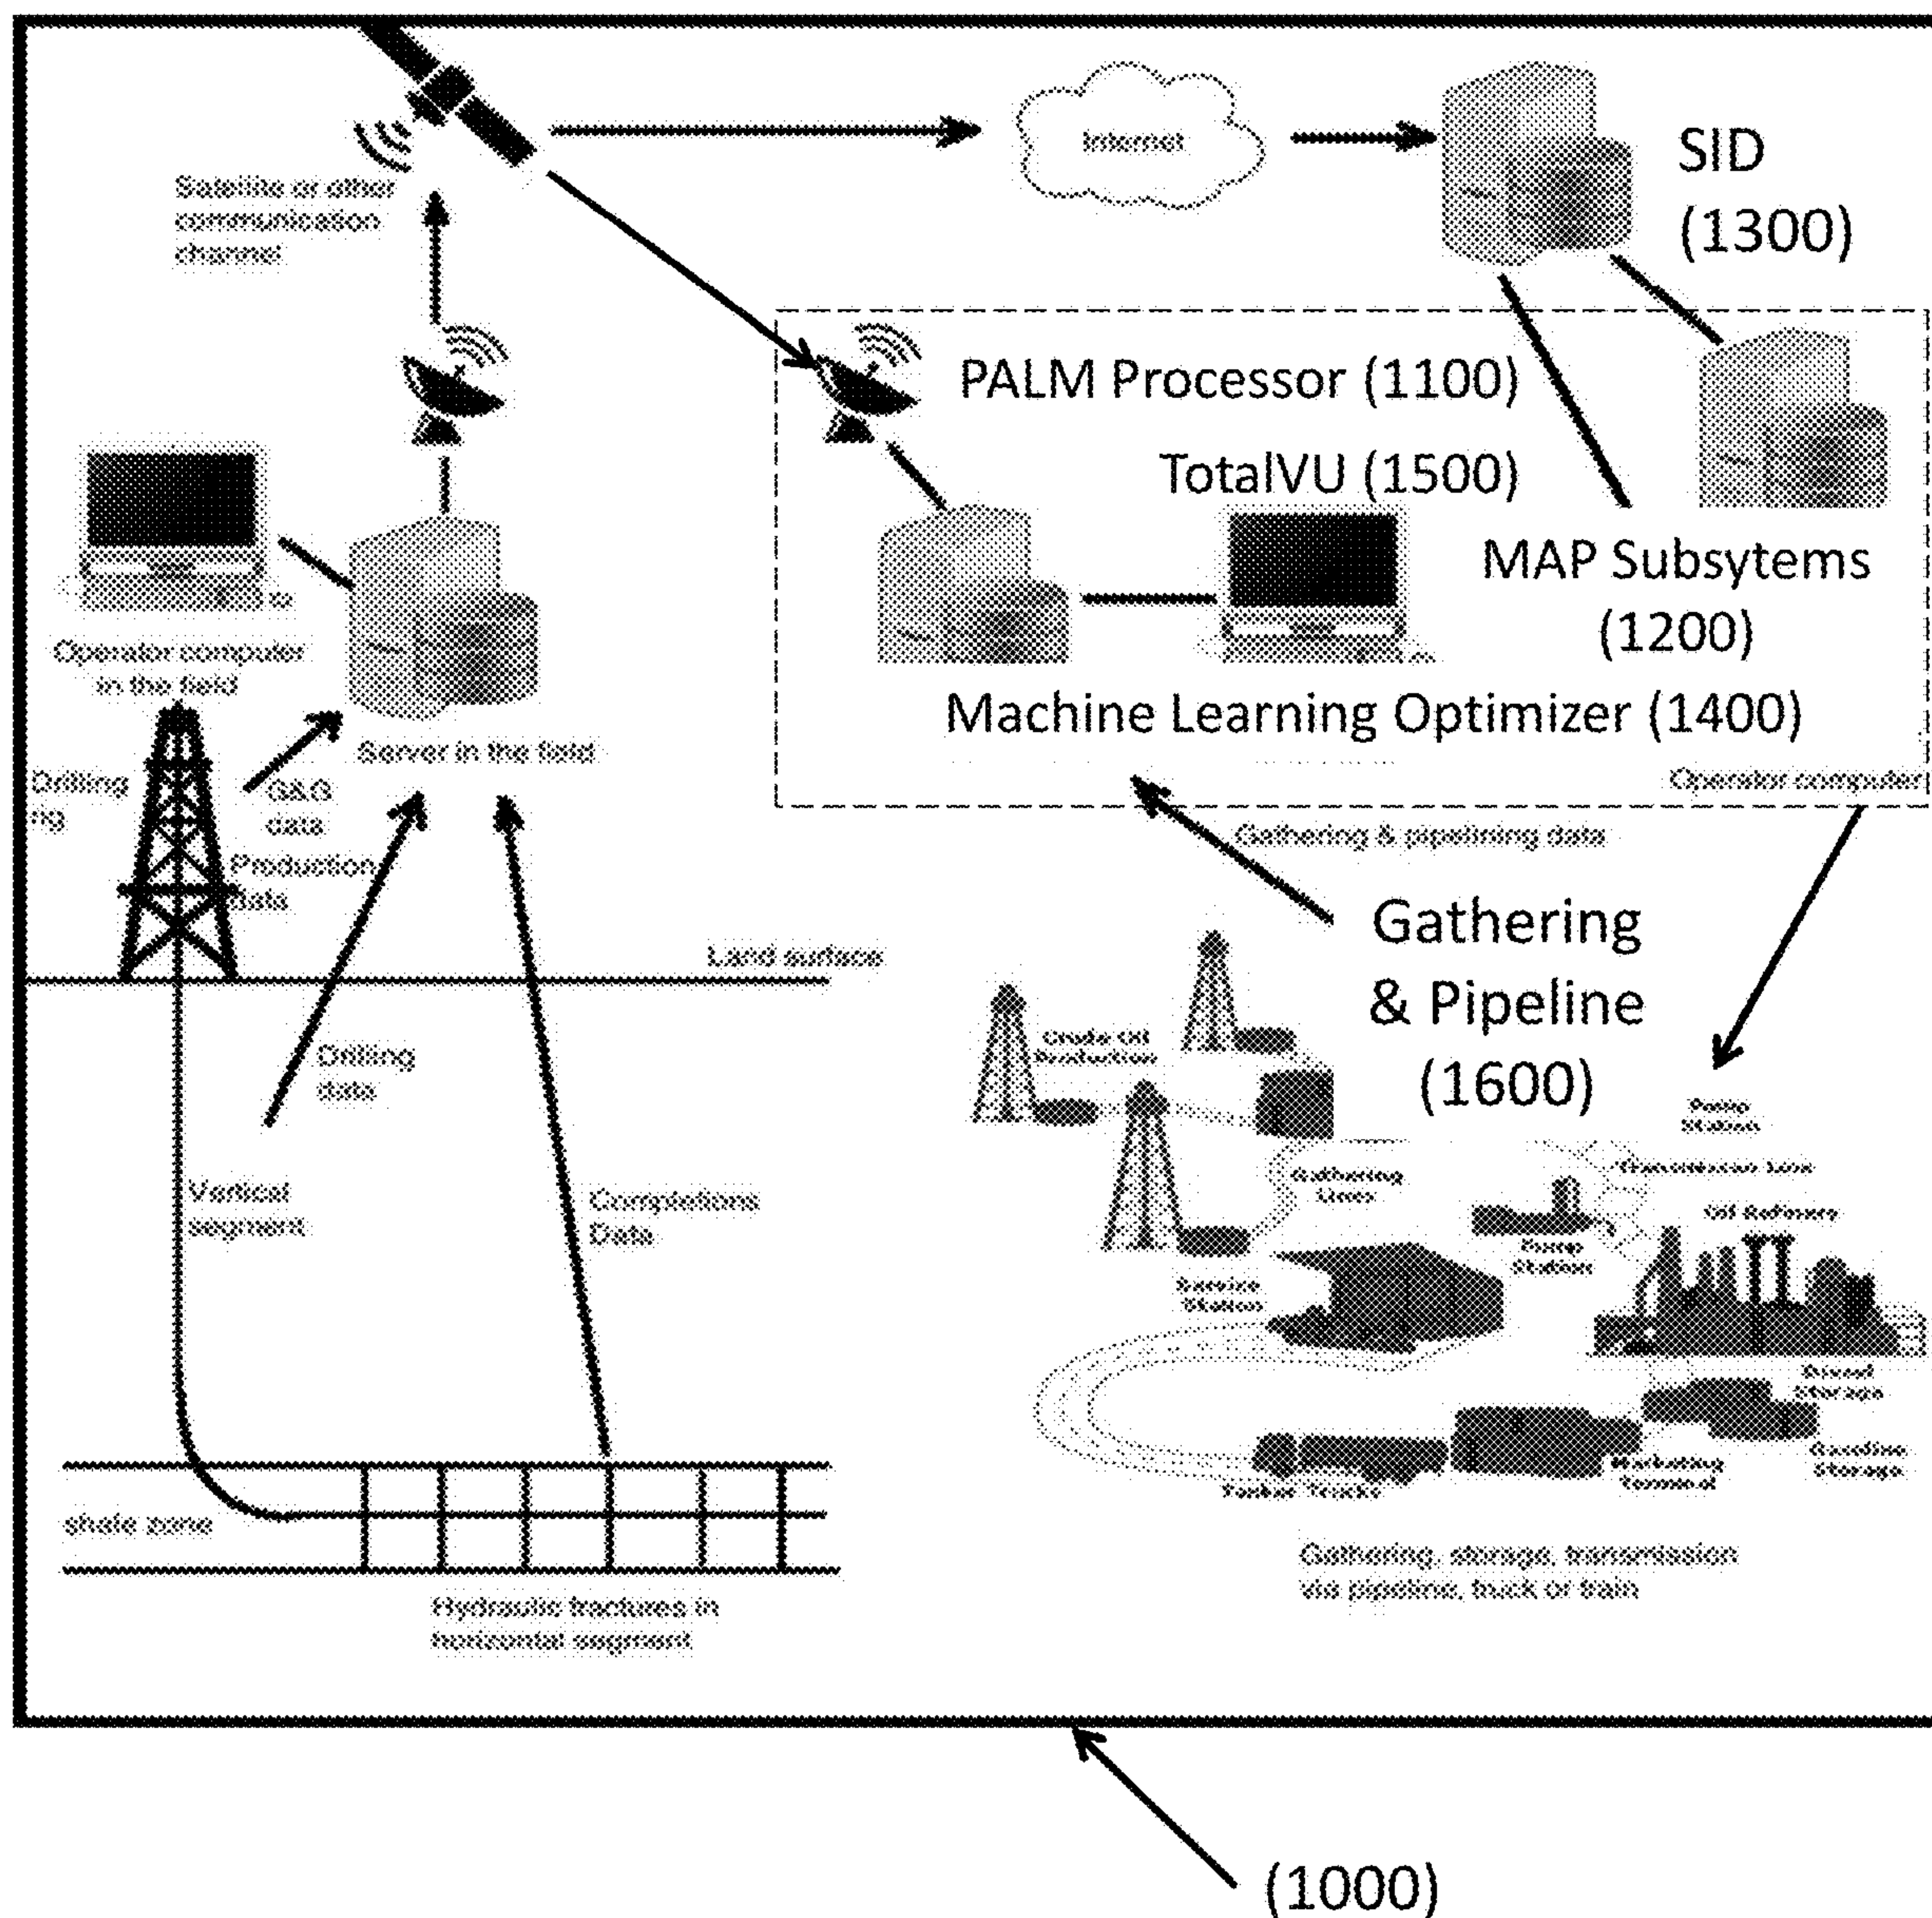 Satellite or other
communication
channel
Internet
SID
(1300)
PALM Processor (1100)
TotalVU (1500)
MAP Subsytems
(1200)
Machine Learning Optimizer (1400)
Operator computer
Operator computer
in the field
Server in the field
Drilling
rig
G&G
data
Production
data
Gathering & pipelining data
Gathering
& Pipeline
(1600)
Land surface
Drilling
data
Vertical
segment
Completions
Data
shale zone
Hydraulic fractures in
horizontal segment
Crude Oil
Production
Gathering
Lines
Pump
Station
Transmission Line
Oil Refinery
Pump
Station
Service
Station
Storage
Gasoline
Storage
Marketing
Terminal
Tanker Trucks
Gathering, storage, transmission
via pipeline, truck or train
(1000)